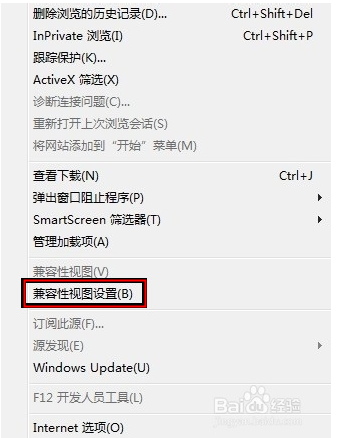 删除浏览的历史记录(D)... Ctrl+Shift+Del
InPrivate 浏览(I) Ctrl+Shift+P
跟踪保护(K)...
ActiveX 筛选(X)
诊断连接问题(C)...
重新打开上次浏览会话(S)
将网站添加到“开始”菜单(M)
查看下载(N) Ctrl+J
弹出窗口阻止程序(P)
SmartScreen 筛选器(T)
管理加载项(A)
兼容性视图(V)
兼容性视图设置(B)
订阅此源(F)...
源发现(E)
Windows Update(U)
F12 开发人员工具(L)
Internet 选项(O)
Baidu 经验